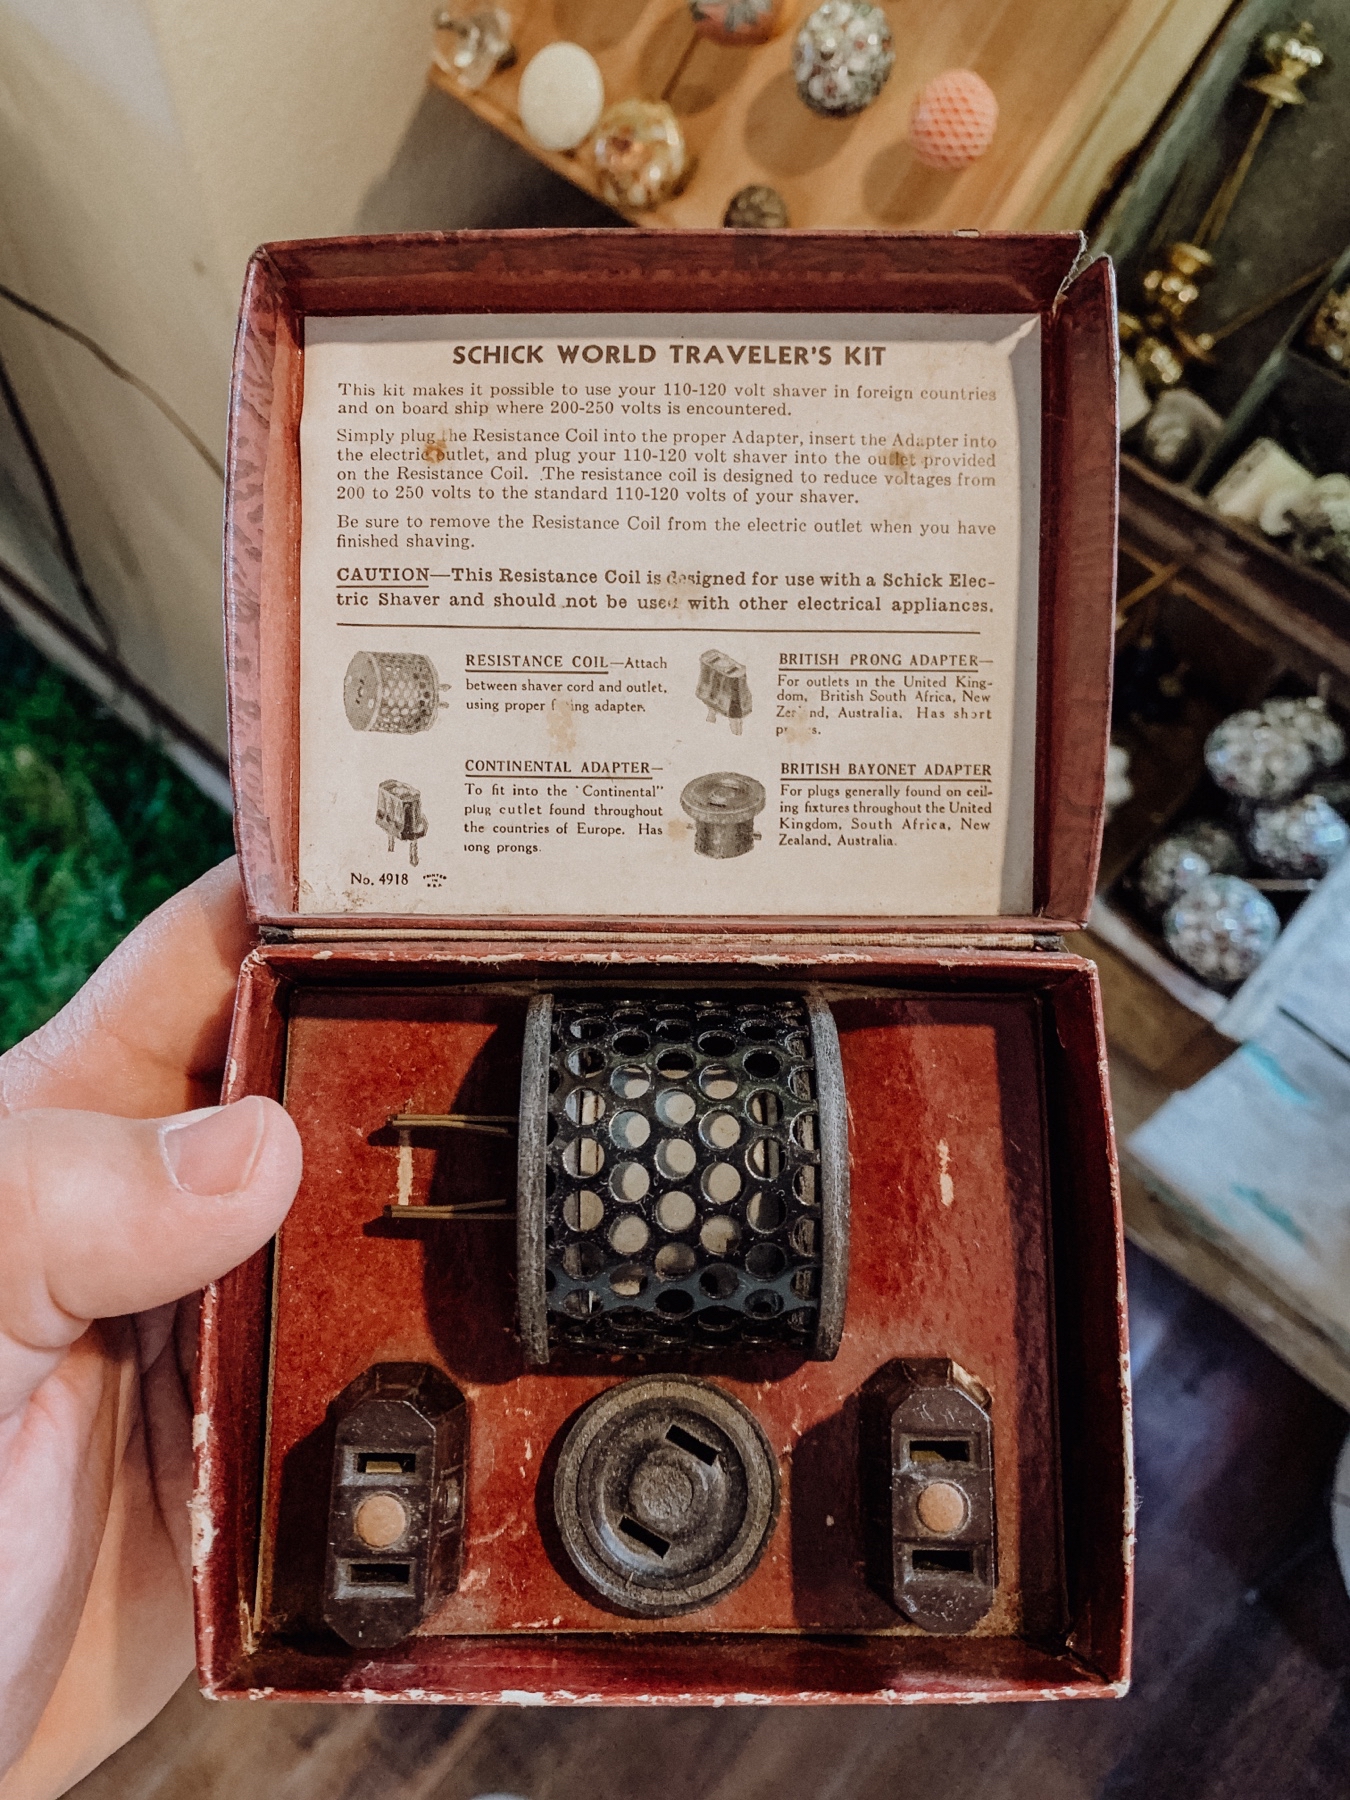 SCHICK WORLD TRAVELER'S KIT
This kit makes it possible to use your 110-120 volt shaver in foreign countries
and on board ship where 200-250 volts is encountered.
Simply plug the Resistance Coil into the proper Adapter, insert the Adapter into
the electric outlet, and plug your 110-120 volt shaver into the outlet provided
on the Resistance Coil. The resistance coil is designed to reduce voltages from
200 to 250 volts to the standard 110-120 volts of your shaver.
Be sure to remove the Resistance Coil from the electric outlet when you have
finished shaving.
CAUTION—This Resistance Coil is designed for use with a Schick Elec-
tric Shaver and should not be used with other electrical appliances.
RESISTANCE COIL—Attach
between shaver cord and outlet,
using proper adapter.
BRITISH PRONG ADAPTER—
For outlets in the United King-
dom, British South Africa, New
Zealand, Australia. Has short
prongs.
CONTINENTAL ADAPTER—
To fit into the "Continental"
plug outlet found throughout
the countries of Europe. Has
long prongs.
BRITISH BAYONET ADAPTER
For plugs generally found on ceil-
ing fixtures throughout the United
Kingdom, South Africa, New
Zealand, Australia.
No. 4918
PRINTED
IN
U.S.A.